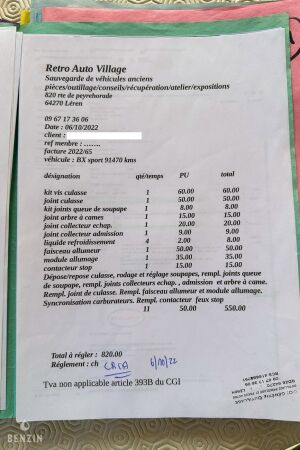 Retro Auto Village
Sauvegarde de véhicules anciens
pièces/outillage/conseils/récupération/atelier/expositions
820 rte de peyrehorade
64270 Léren
09 67 17 36 06
Date : 06/10/2022
client :
ref menbre : .......
facture 2022/65
véhicule : BX sport 91470 kms
désignation qté/temps PU total
kit vis culasse 1 60.00 60.00
joint culasse 1 50.00 50.00
kit joints queue de soupape 1 8.00 8.00
joint arbre à cames 1 15.00 15.00
joint collecteur echap. 1 20.00 20.00
joint collecteur admission 1 9.00 9.00
liquide refroidissement 4 2.00 8.00
faisceau allumeur 1 50.00 50.00
module allumage 1 35.00 35.00
contacteur stop 1 15.00 15.00
Dépose/repose culasse, rodage et réglage soupapes, rempl. joints queue
de soupape, rempl. joints collecteurs echap, , admission et arbre à came.
Rempl. joint de culasse. Rempl. faisceau allumeur et module allumage.
Syncronisation carburateurs. Rempl. contacteur feux stop
11 50.00 550.00
Total à régler : 820.00
Réglement : ch CRCA 6/10/22
Tva non applicable article 393B du CGI
BENZIN